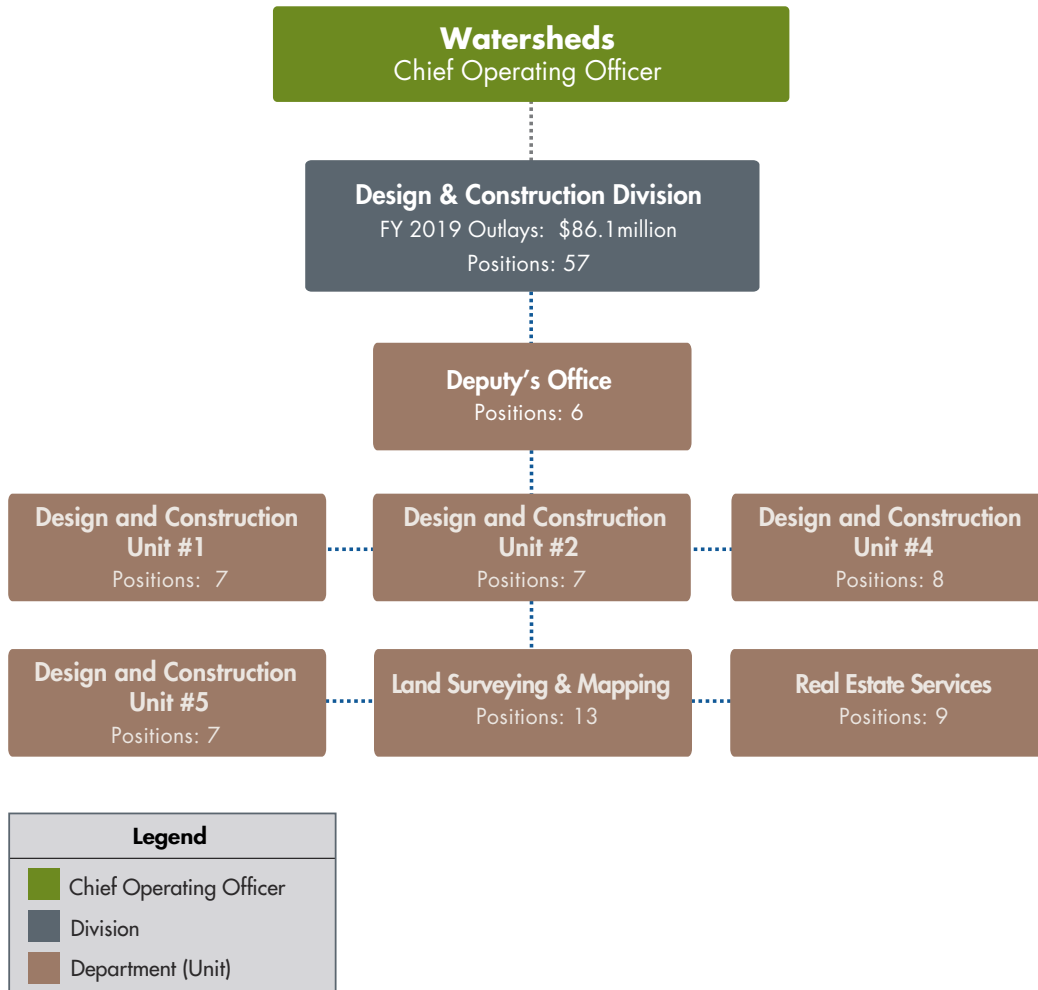 Watersheds
Chief Operating Officer
Design & Construction Division
FY 2019 Outlays:  $86.1million
Positions: 57
Deputy’s Office
Positions: 6
Design and Construction
Unit #1
Positions:  7
Design and Construction
Unit #2
Positions: 7
Design and Construction
Unit #4
Positions: 8
Design and Construction
Unit #5
Positions: 7
Land Surveying & Mapping
Positions: 13
Real Estate Services
Positions: 9
Legend
Chief Operating Officer
Division
Department (Unit)